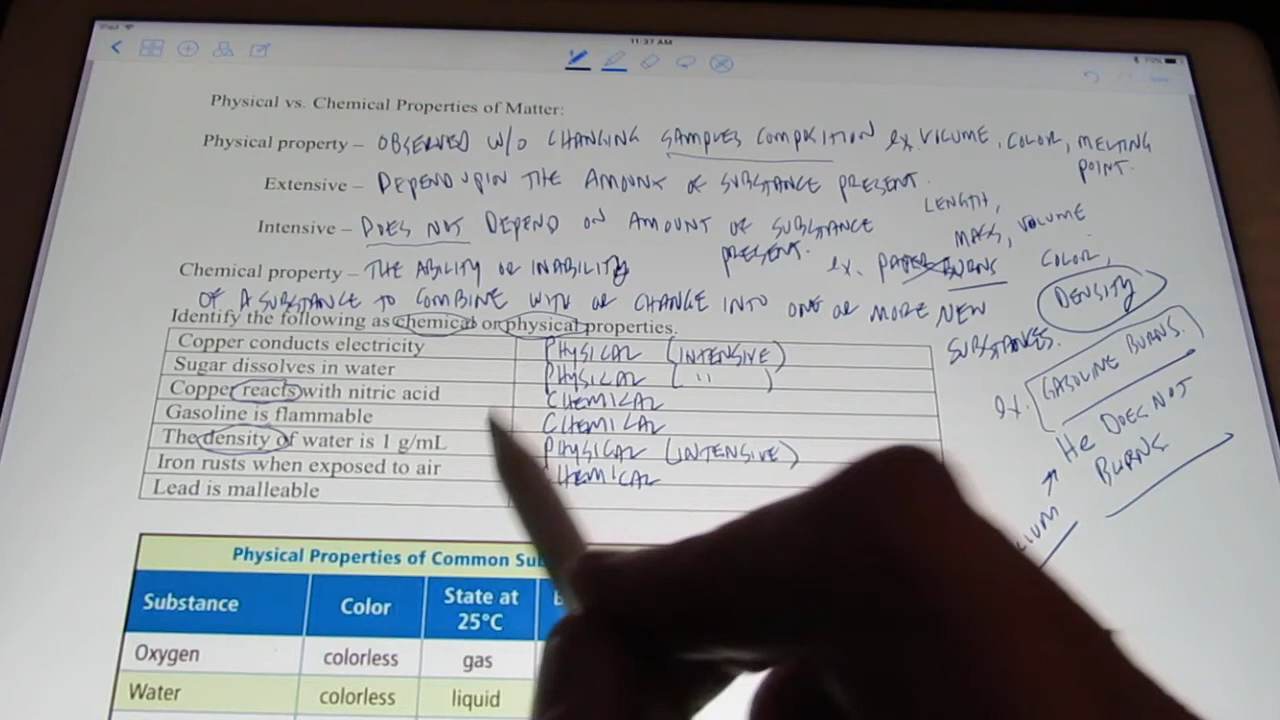 11:37 AM
Physical vs. Chemical Properties of Matter:
Physical property – OBSERVED W/O CHANGING SAMPLES COMPOSITION ex. VOLUME, COLOR, MELTING
POINT.
Extensive – DEPEND UPON THE AMOUNT OF SUBSTANCE PRESENT.
LENGTH,
MASS, VOLUME
Intensive – DOES NOT DEPEND ON AMOUNT OF SUBSTANCE
PRESENT.
COLOR,
DENSITY
Chemical property – THE ABILITY OR INABILITY
ex. PAPER BURNS
OF A SUBSTANCE TO COMBINE WITH OR CHANGE INTO ONE OR MORE NEW
SUBSTANCES.
ex. GASOLINE BURNS.
He DOES NOT
BURNS
Identify the following as chemical or physical properties.
Copper conducts electricity PHYSICAL (INTENSIVE)
Sugar dissolves in water PHYSICAL ( " )
Copper reacts with nitric acid CHEMICAL
Gasoline is flammable CHEMICAL
The density of water is 1 g/mL PHYSICAL (INTENSIVE)
Iron rusts when exposed to air CHEMICAL
Lead is malleable
Physical Properties of Common
Substance Color State at
25°C
Oxygen colorless gas
Water colorless liquid